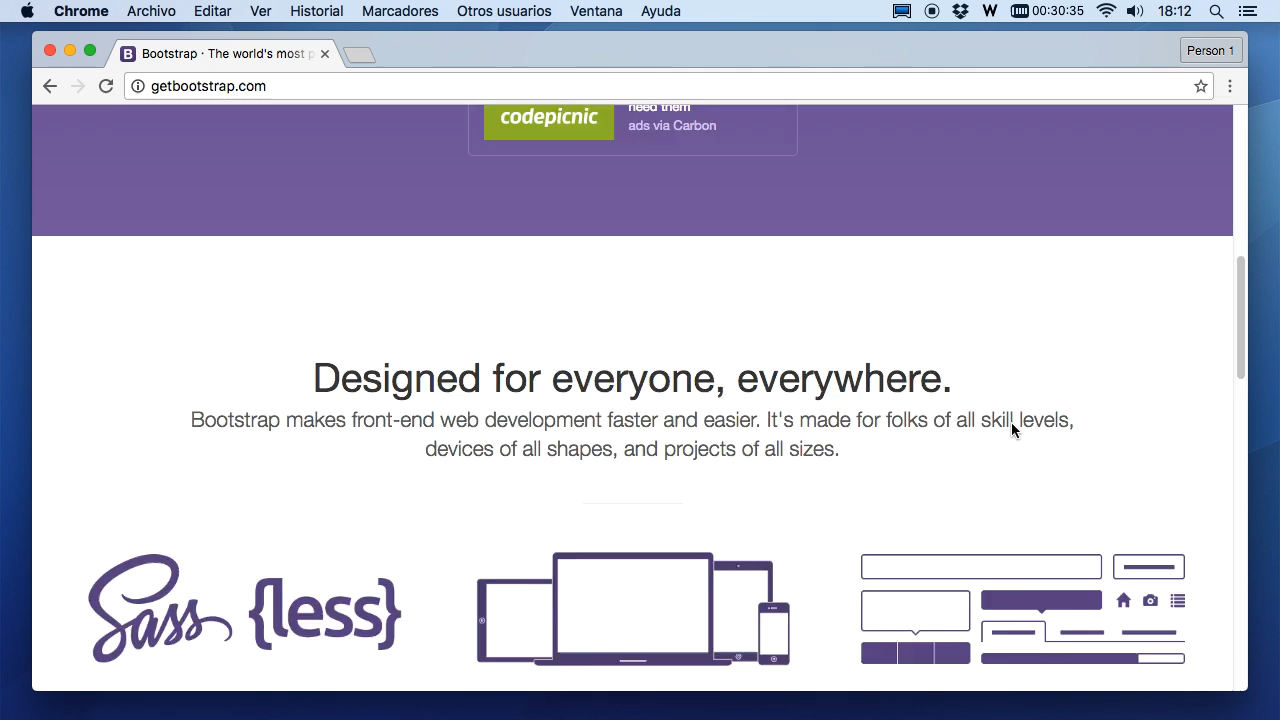 Chrome Archivo Editar Ver Historial Marcadores Otros usuarios Ventana Ayuda W 00:30:35 18:12
B Bootstrap · The world's most p Person 1
getbootstrap.com
need them
codepicnic
ads via Carbon
Designed for everyone, everywhere.
Bootstrap makes front-end web development faster and easier. It's made for folks of all skill levels,
devices of all shapes, and projects of all sizes.
Sass {less}